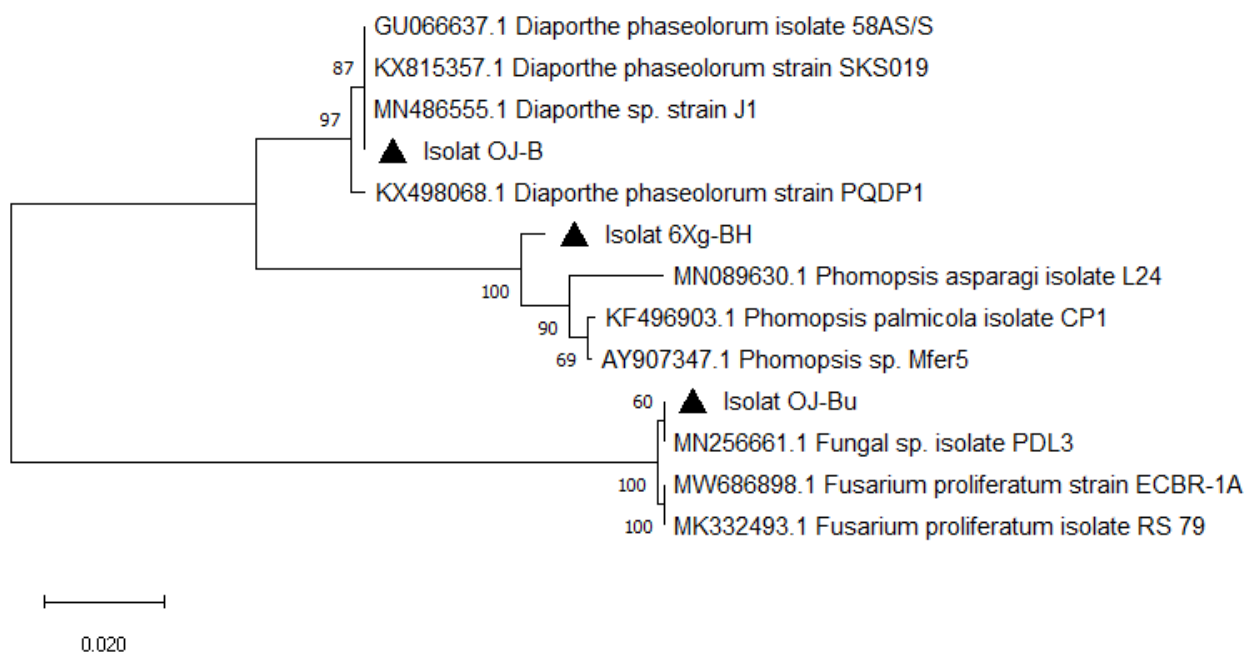 GU066637.1 Diaporthe phaseolorum isolate 58AS/S
87
KX815357.1 Diaporthe phaseolorum strain SKS019
MN486555.1 Diaporthe sp. strain J1
97
Isolat OJ-B
KX498068.1 Diaporthe phaseolorum strain PQDP1
Isolat 6Xg-BH
MN089630.1 Phomopsis asparagi isolate L24
100
KF496903.1 Phomopsis palmicola isolate CP1
90
69 AY907347.1 Phomopsis sp. Mfer5
60 Isolat OJ-Bu
MN256661.1 Fungal sp. isolate PDL3
100 MW686898.1 Fusarium proliferatum strain ECBR-1A
100 MK332493.1 Fusarium proliferatum isolate RS 79
0.020